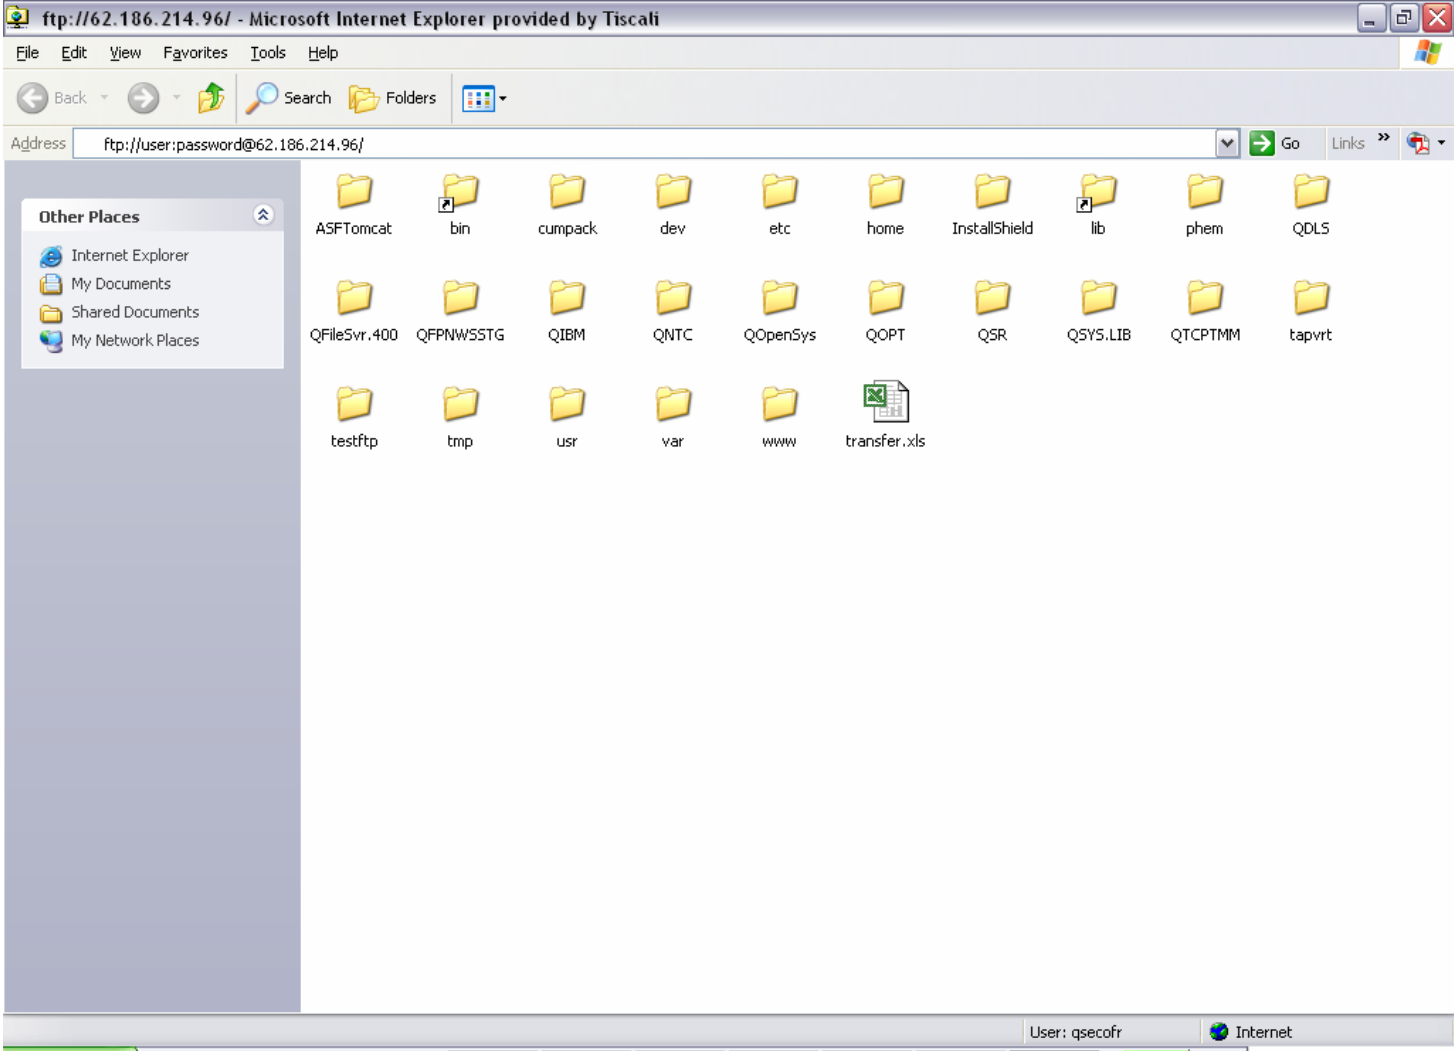 ftp://62.186.214.96/ - Microsoft Internet Explorer provided by Tiscali
File Edit View Favorites Tools Help
Back Search Folders
Address ftp://user:password@62.186.214.96/ Go Links »
Other Places
Internet Explorer
My Documents
Shared Documents
My Network Places
ASFTomcat bin cumpack dev etc home InstallShield lib phem QDLS
QFileSvr.400 QFPNWSSTG QIBM QNTC QOpenSys QOPT QSR QSYS.LIB QTCPTMM tapvrt
testftp tmp usr var www transfer.xls
User: qsecofr Internet